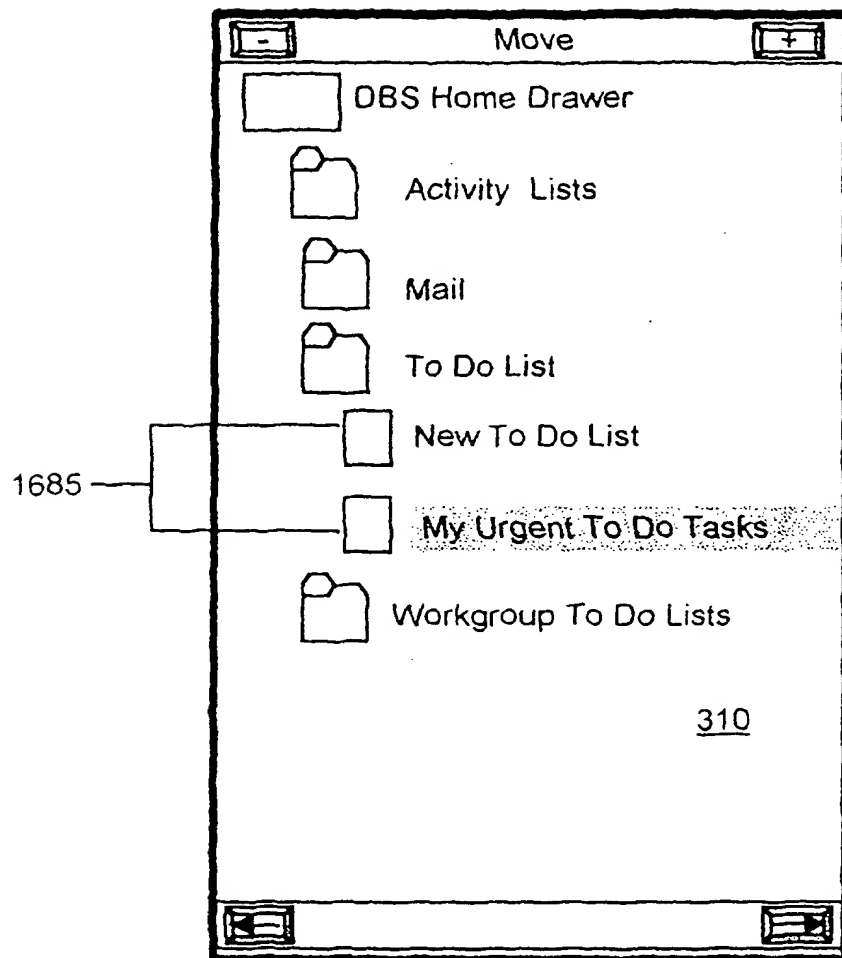 - Move +
DBS Home Drawer
Activity Lists
Mail
To Do List
New To Do List
1685
My Urgent To Do Tasks
Workgroup To Do Lists
310